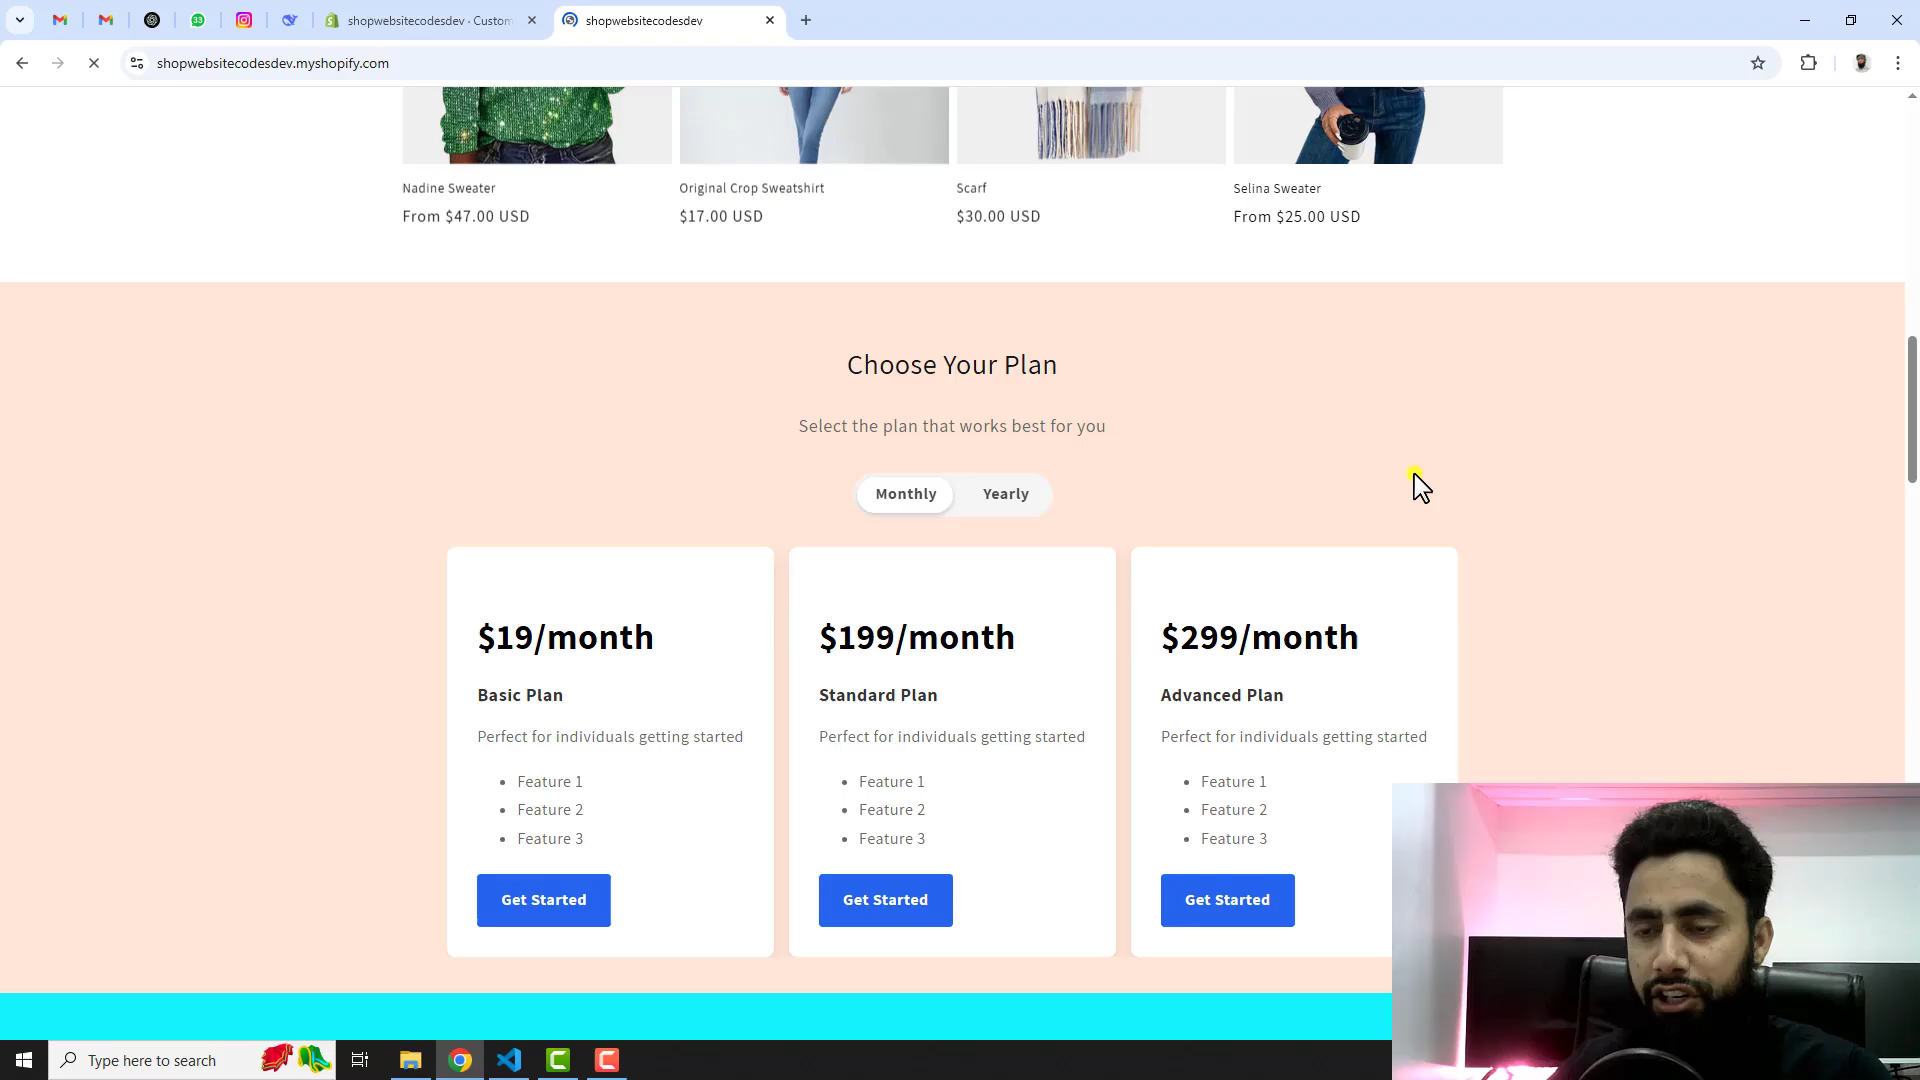 33
shopwebsitecodesdev · Custom
shopwebsitecodesdev
shopwebsitecodesdev.myshopify.com
Nadine Sweater
Original Crop Sweatshirt
Scarf
Selina Sweater
From $47.00 USD
$17.00 USD
$30.00 USD
From $25.00 USD
Choose Your Plan
Select the plan that works best for you
Monthly
Yearly
$19/month
$199/month
$299/month
Basic Plan
Standard Plan
Advanced Plan
Perfect for individuals getting started
Perfect for individuals getting started
Perfect for individuals getting started
• Feature 1
• Feature 1
• Feature 1
• Feature 2
• Feature 2
• Feature 2
• Feature 3
• Feature 3
• Feature 3
Get Started
Get Started
Get Started
Type here to search